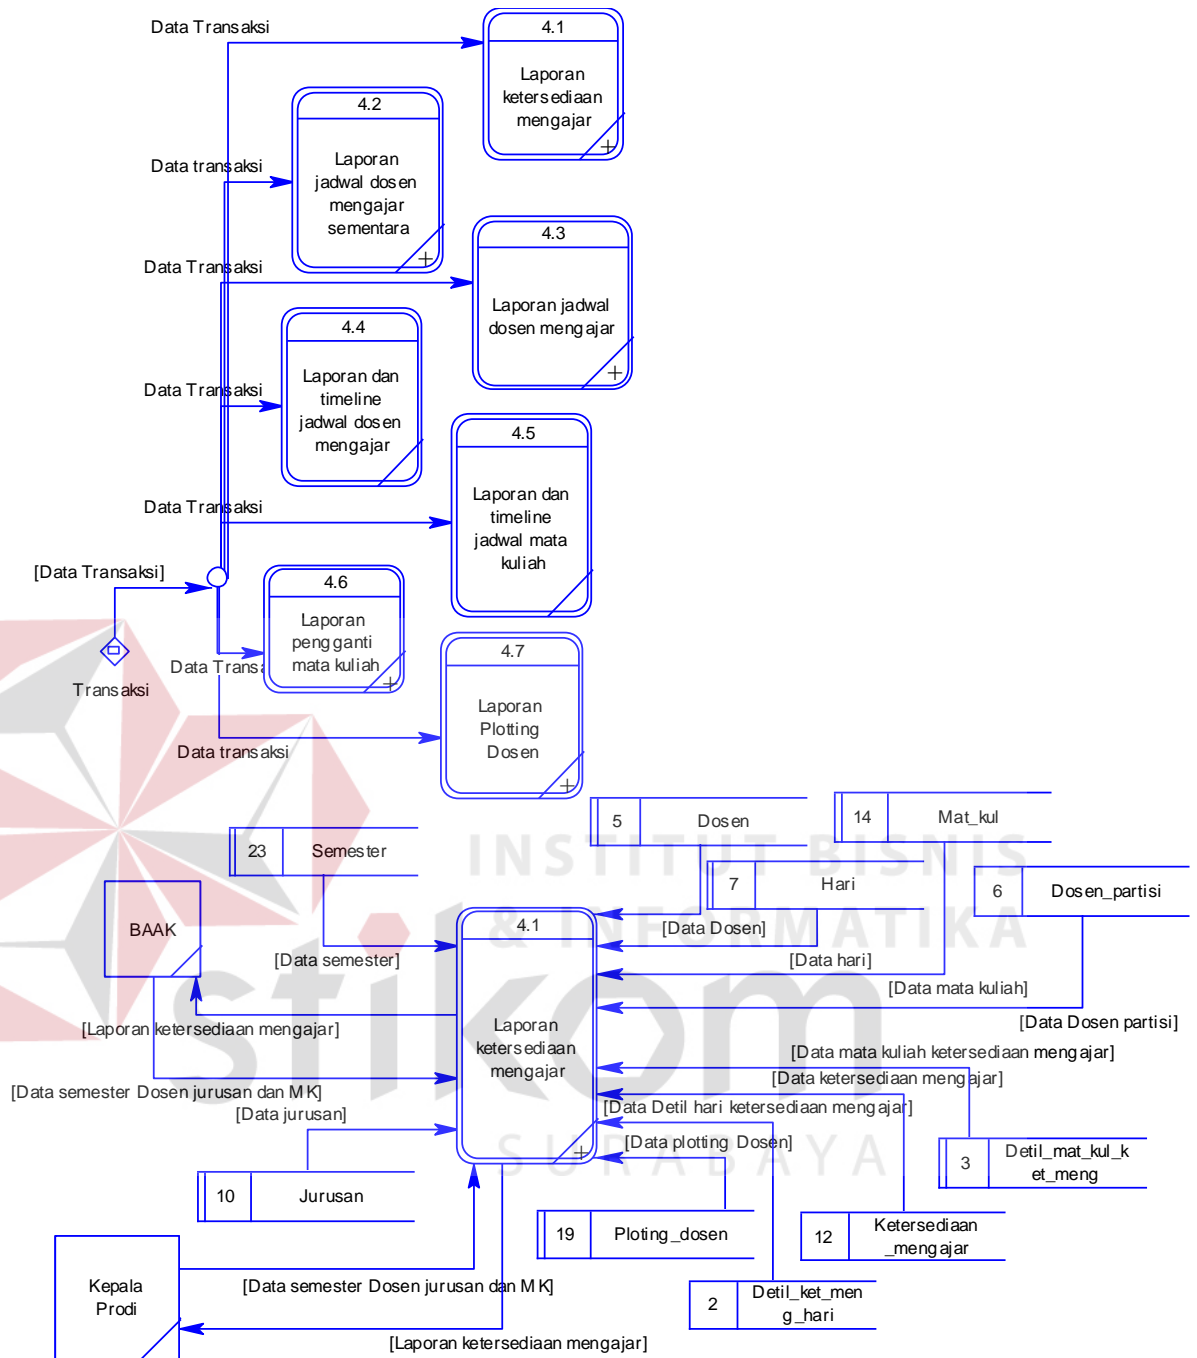 Data Transaksi
4.1
Laporan
ketersediaan
mengajar
4.2
Data transaksi
Laporan
jadwal dosen
mengajar
sementara
4.3
Data Transaksi
Laporan jadwal
dosen mengajar
4.4
Data Transaksi
Laporan dan
timeline
jadwal dosen
mengajar
4.5
Data Transaksi
Laporan dan
timeline
jadwal mata
kuliah
[Data Transaksi]
4.6
Laporan
pengganti
mata kuliah
Data Transa
Transaksi
4.7
Laporan
Plotting
Dosen
Data transaksi
5 Dosen
14 Mat_kul
23 Semester
7 Hari
6 Dosen_partisi
INSTITUT BISNIS
& INFORMATIKA
stikom
SURABAYA
BAAK
4.1
Laporan
ketersediaan
mengajar
[Data Dosen]
[Data semester]
[Data hari]
[Data mata kuliah]
[Data Dosen partisi]
[Laporan ketersediaan mengajar]
[Data mata kuliah ketersediaan mengajar]
[Data ketersediaan mengajar]
[Data semester Dosen jurusan dan MK]
[Data jurusan]
[Data Detil hari ketersediaan mengajar]
[Data plotting Dosen]
3 Detil_mat_kul_k
et_meng
10 Jurusan
19 Ploting_dosen
12 Ketersediaan
_mengajar
Kepala
Prodi
[Data semester Dosen jurusan dan MK]
2 Detil_ket_men
g_hari
[Laporan ketersediaan mengajar]